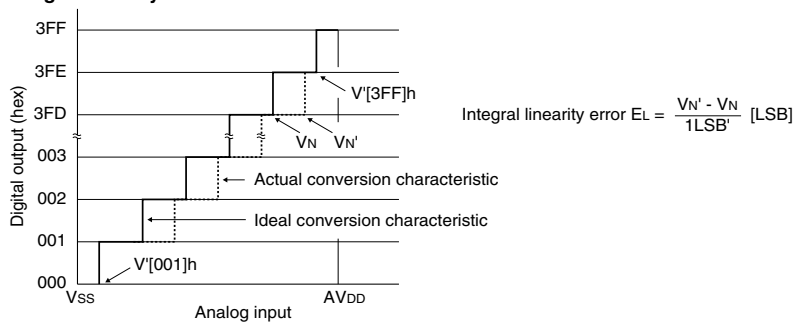 3FF
3FE
V'[3FF]h
3FD
VN VN'
Integral linearity error EL = VN' - VN / 1LSB' [LSB]
Digital output (hex)
003
Actual conversion characteristic
002
Ideal conversion characteristic
001
V'[001]h
000
VSS AVDD
Analog input